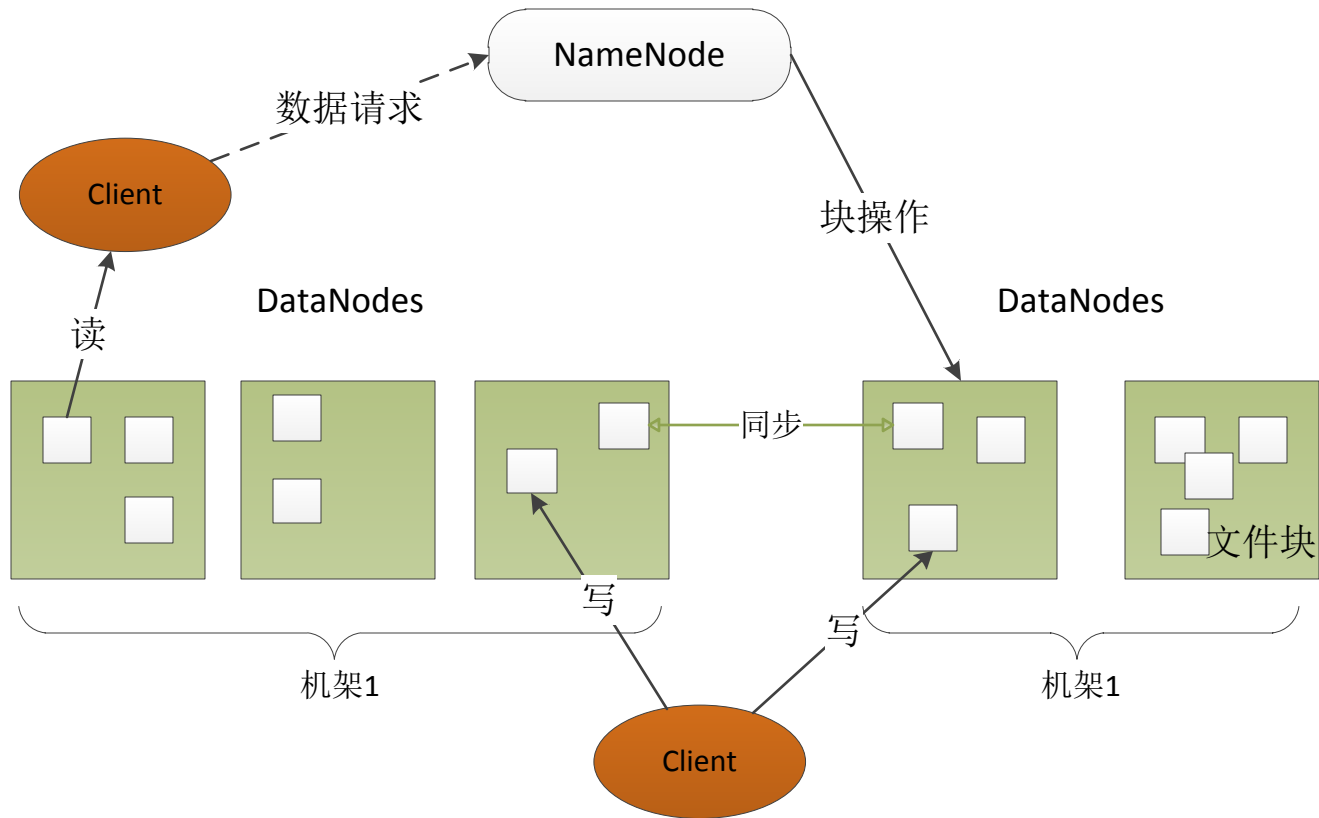 NameNode
数据请求
Client
块操作
DataNodes
DataNodes
读
同步
文件块
写
写
机架1
机架1
Client